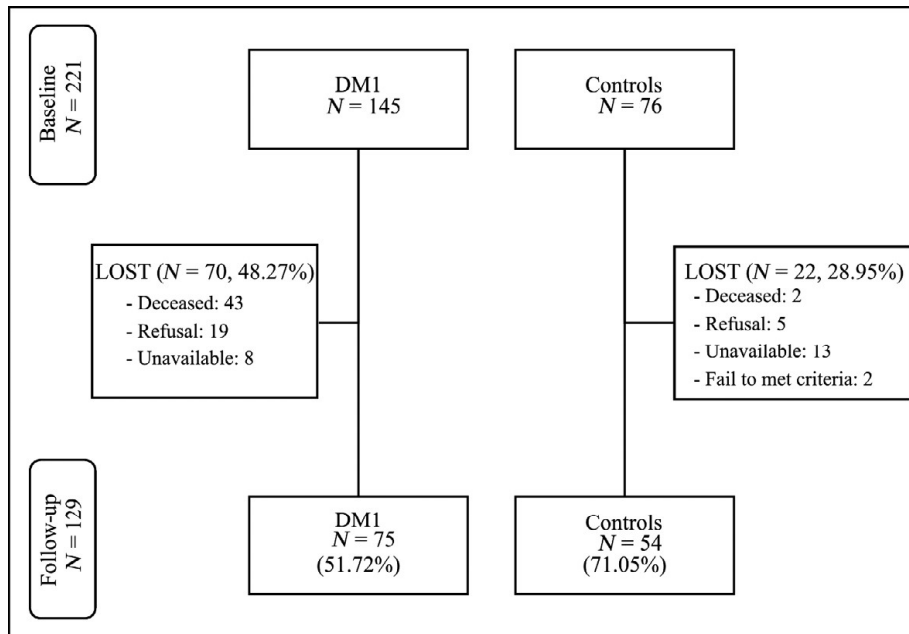 Baseline
N = 221
DM1
N = 145
Controls
N = 76
LOST (N = 70, 48.27%)
- Deceased: 43
- Refusal: 19
- Unavailable: 8
LOST (N = 22, 28.95%)
- Deceased: 2
- Refusal: 5
- Unavailable: 13
- Fail to met criteria: 2
Follow-up
N = 129
DM1
N = 75
(51.72%)
Controls
N = 54
(71.05%)